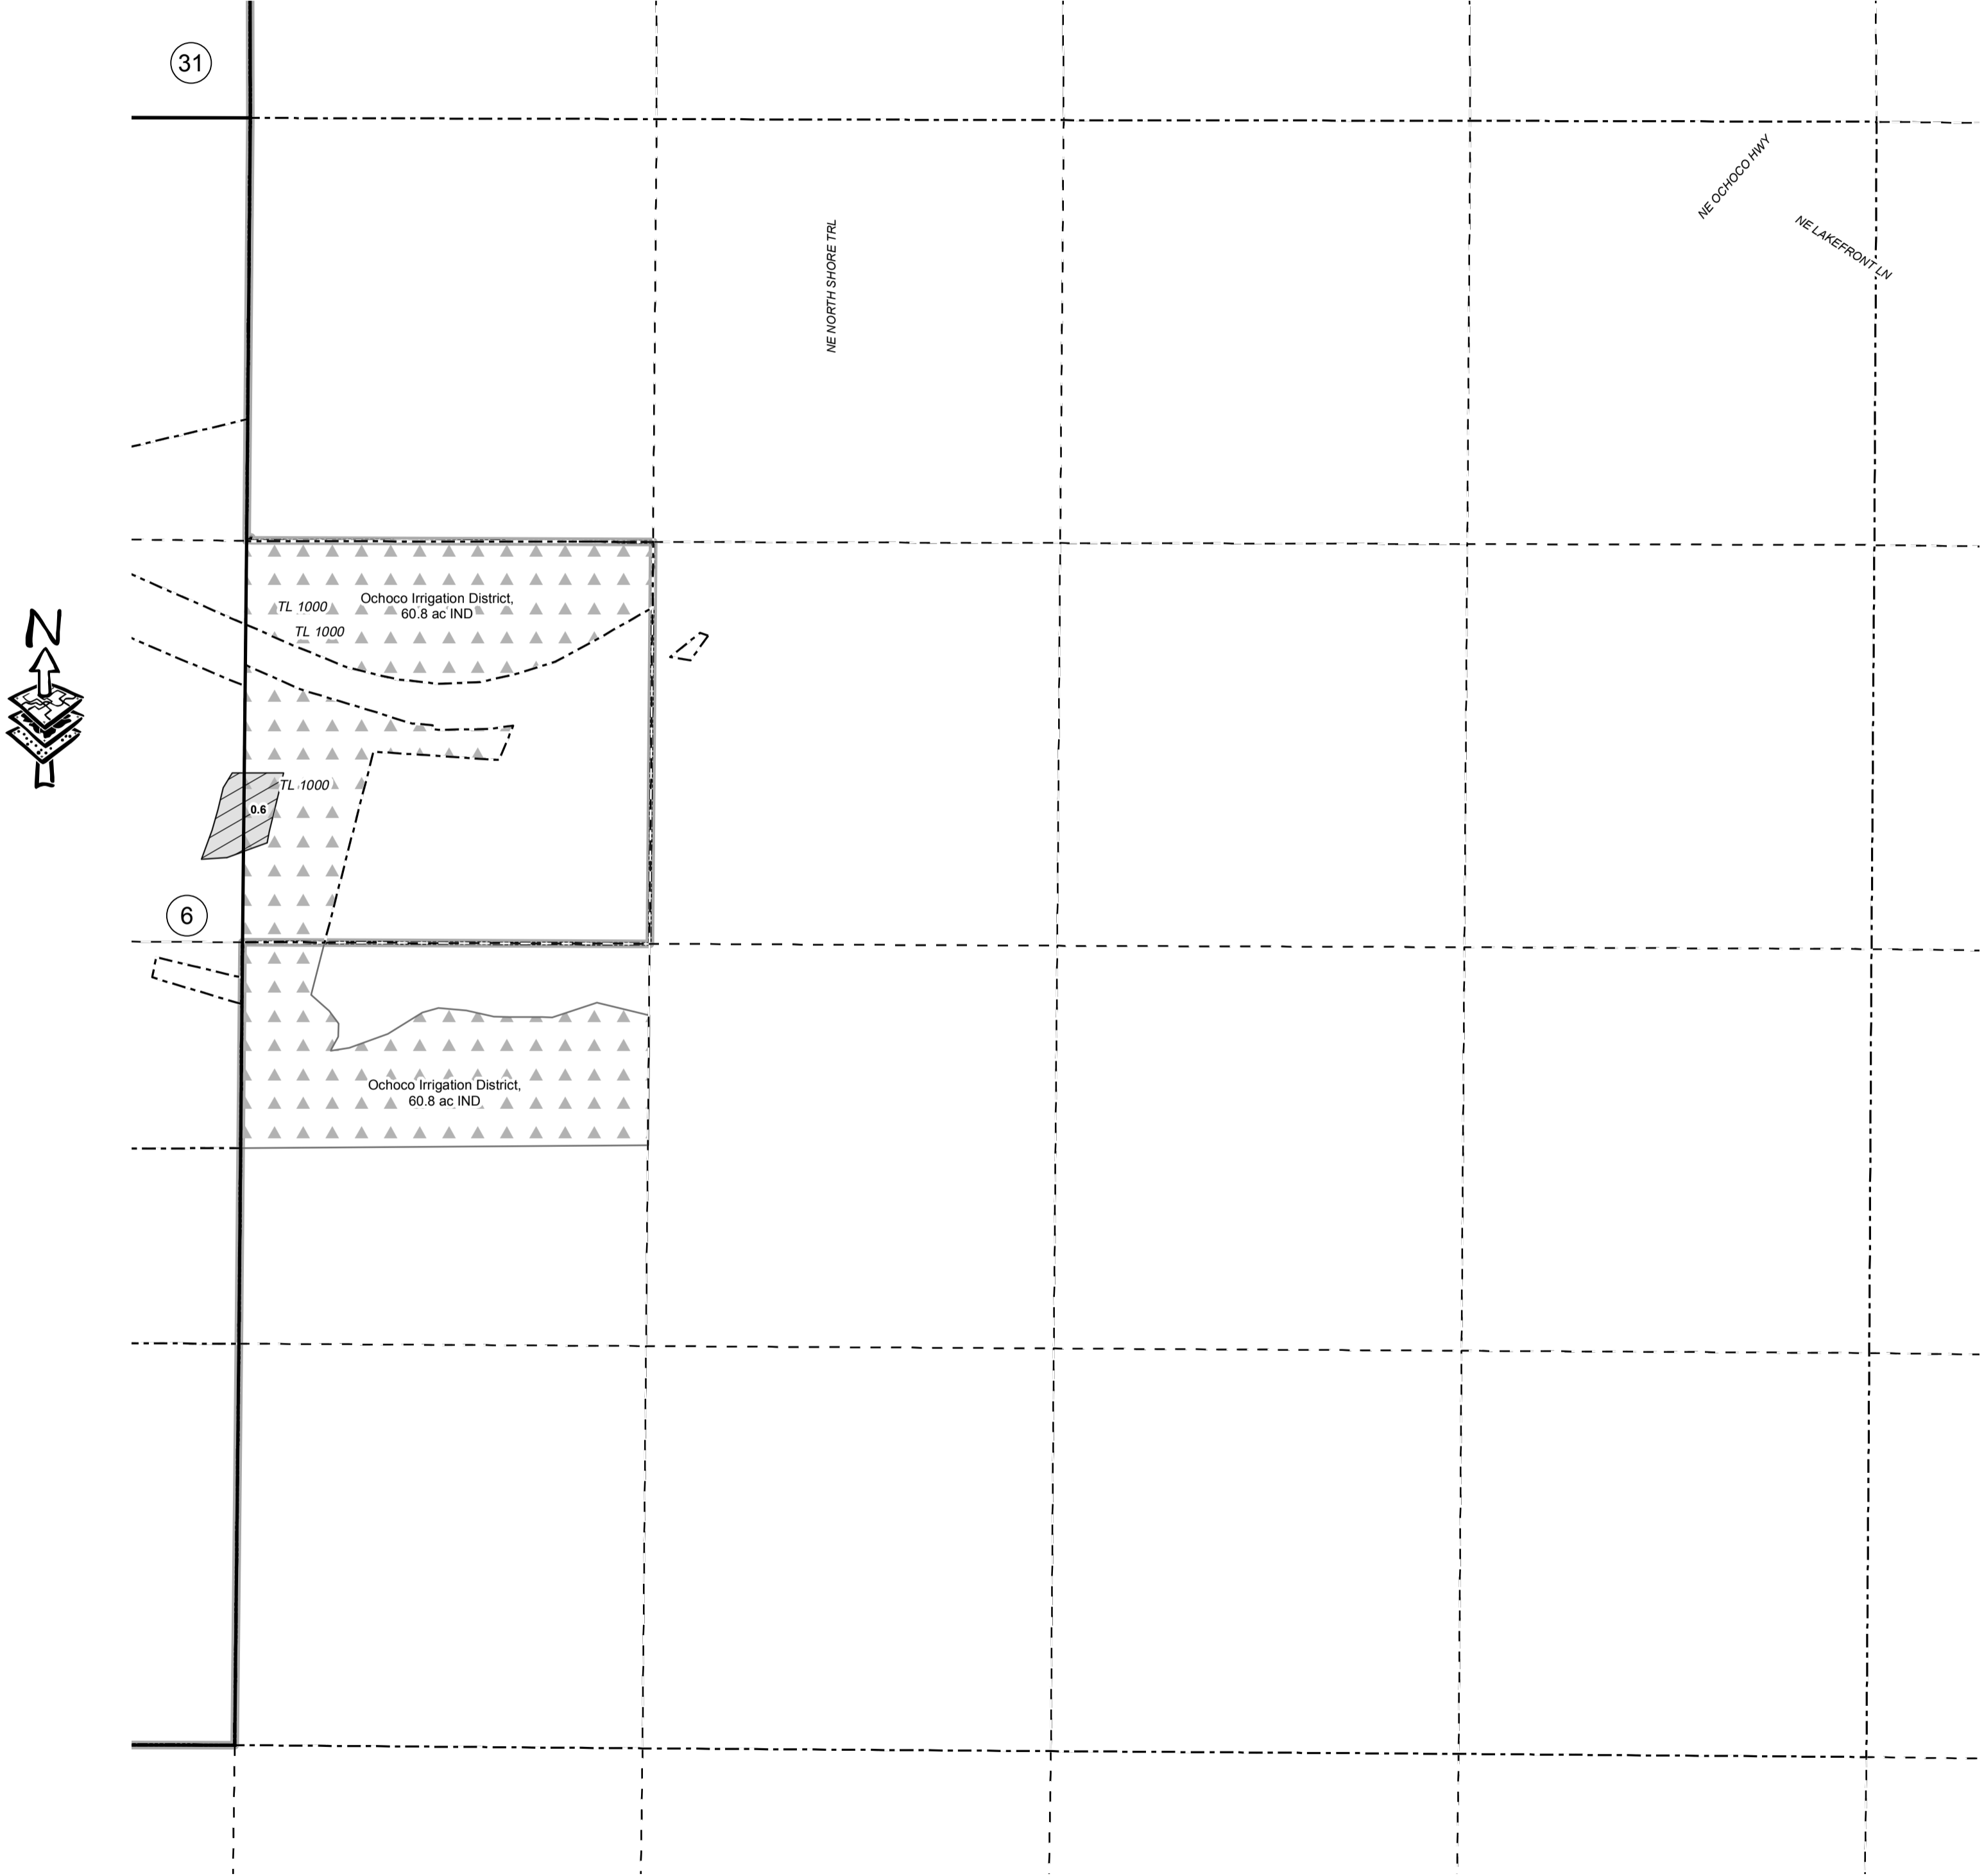 31
NE OCHOCO HWY
NE LAKEFRONT LN
NE NORTH SHORE TRL
Ochoco Irrigation District,
60.8 ac IND
TL 1000
TL 1000
N
TL 1000
0.6
6
Ochoco Irrigation District,
60.8 ac IND